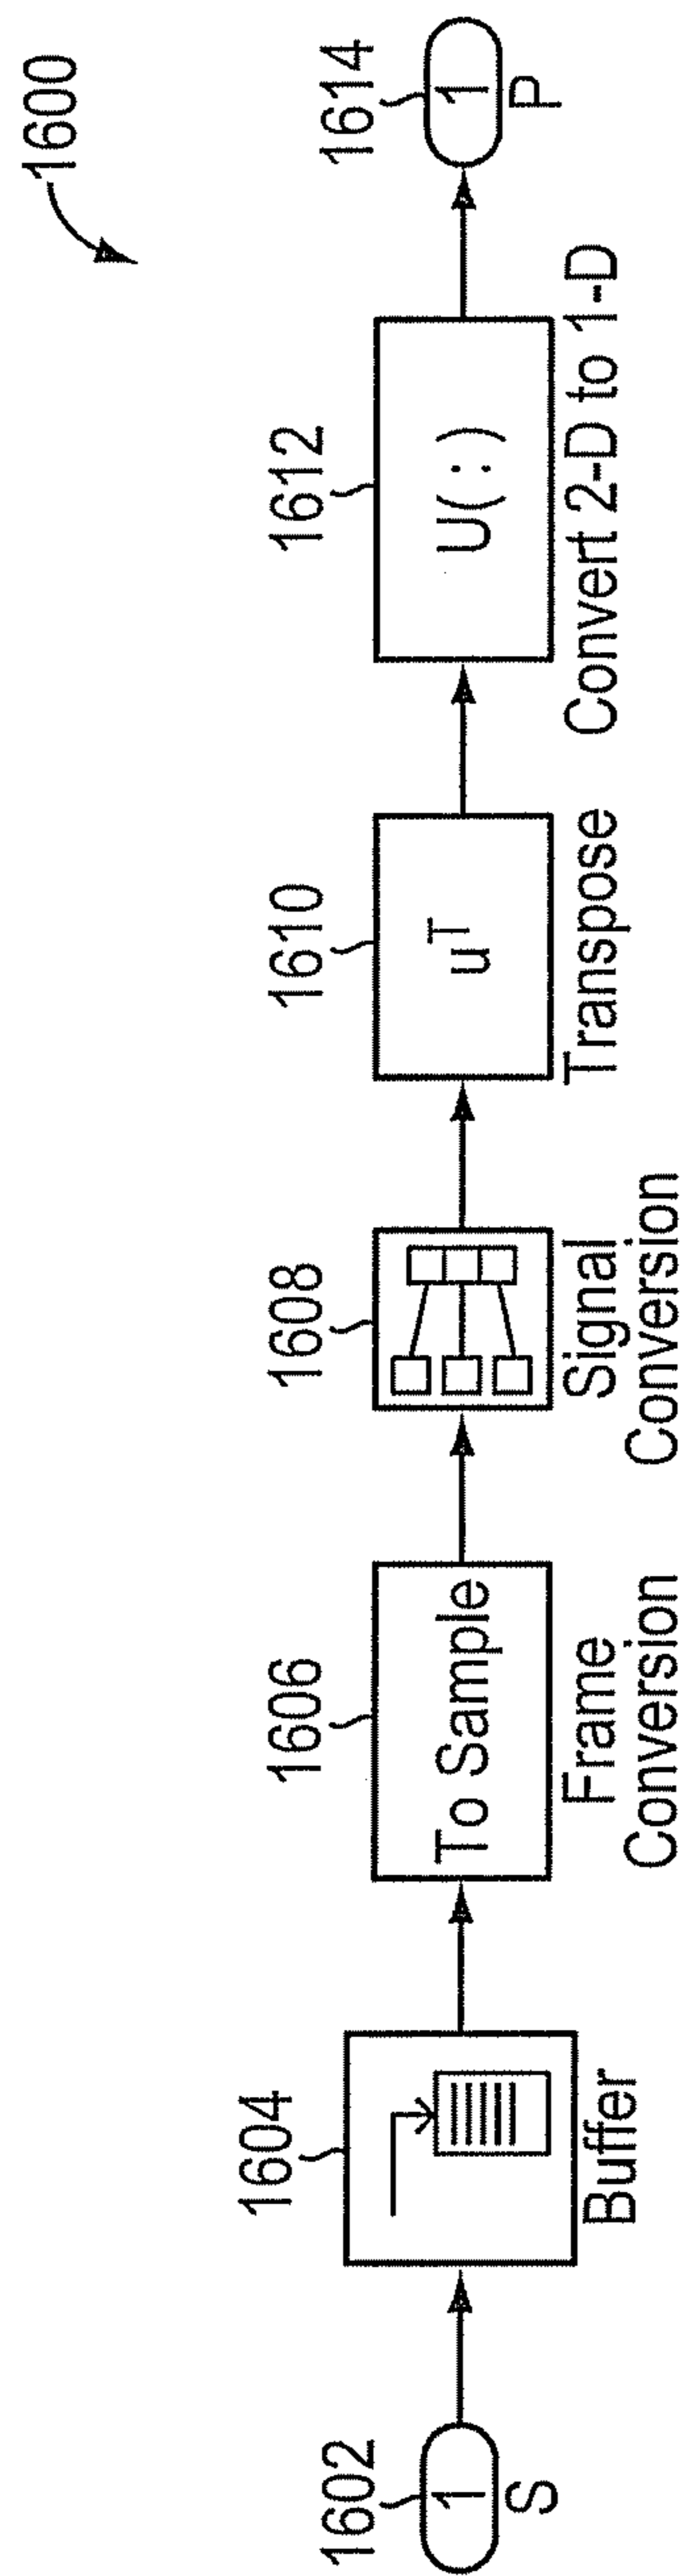 1600
1602
1
S
1604
Buffer
1606
To Sample
Frame
Conversion
1608
Signal
Conversion
1610
u^T
Transpose
1612
U(:)
Convert 2-D to 1-D
1614
1
P